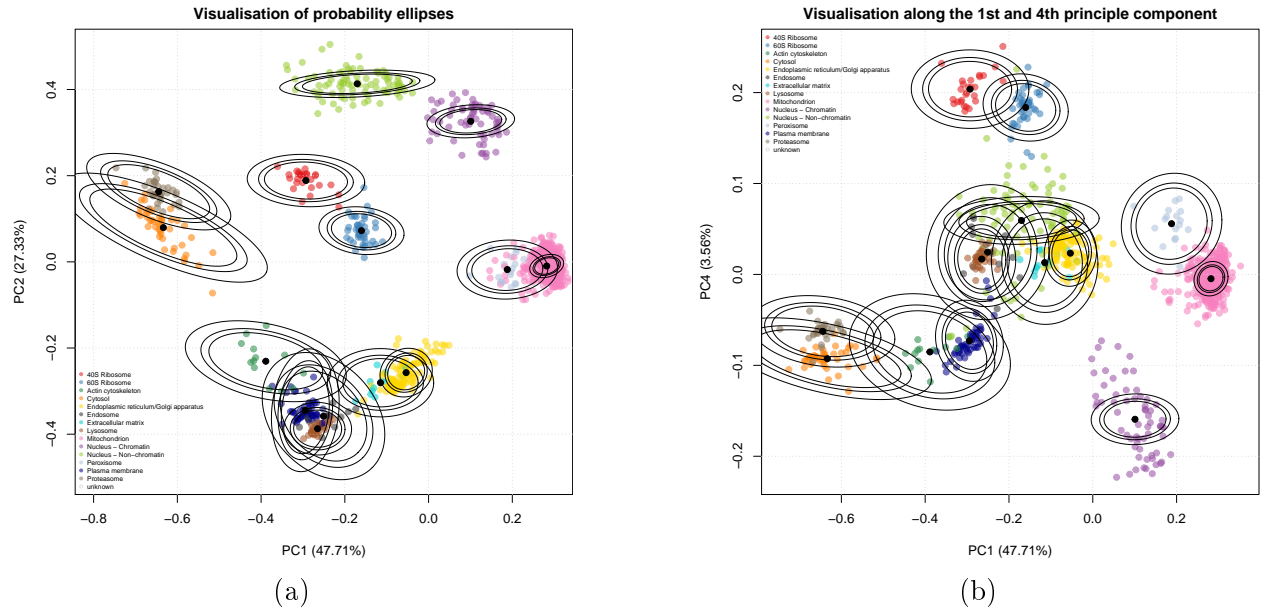 Visualisation of probability ellipses
PC2 (27.33%)
0.4
0.2
0.0
−0.2
−0.4
40S Ribosome
60S Ribosome
Actin cytoskeleton
Cytosol
Endoplasmic reticulum/Golgi apparatus
Endosome
Extracellular matrix
Lysosome
Mitochondrion
Nucleus − Chromatin
Nucleus − Non−chromatin
Peroxisome
Plasma membrane
Proteasome
unknown
−0.8 −0.6 −0.4 −0.2 0.0 0.2
PC1 (47.71%)
(a)
Visualisation along the 1st and 4th principle component
PC4 (3.56%)
0.2
0.1
0.0
−0.1
−0.2
40S Ribosome
60S Ribosome
Actin cytoskeleton
Cytosol
Endoplasmic reticulum/Golgi apparatus
Endosome
Extracellular matrix
Lysosome
Mitochondrion
Nucleus − Chromatin
Nucleus − Non−chromatin
Peroxisome
Plasma membrane
Proteasome
unknown
−0.6 −0.4 −0.2 0.0 0.2
PC1 (47.71%)
(b)